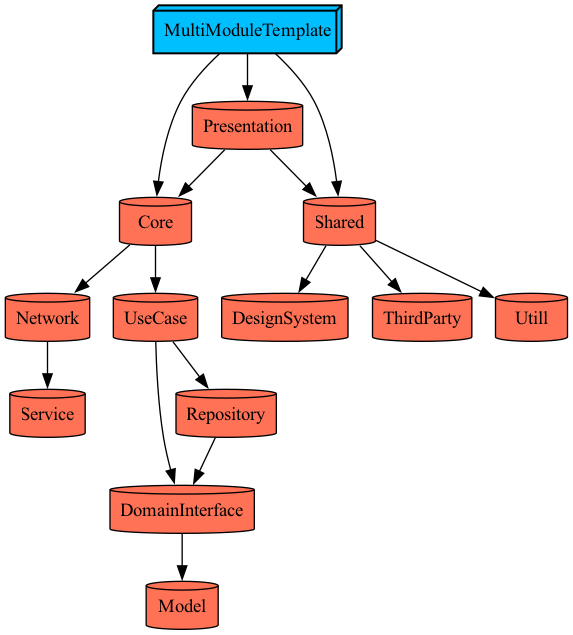 MultiModuleTemplate
Presentation
Core
Shared
Network
UseCase
DesignSystem
ThirdParty
Utill
Service
Repository
DomainInterface
Model